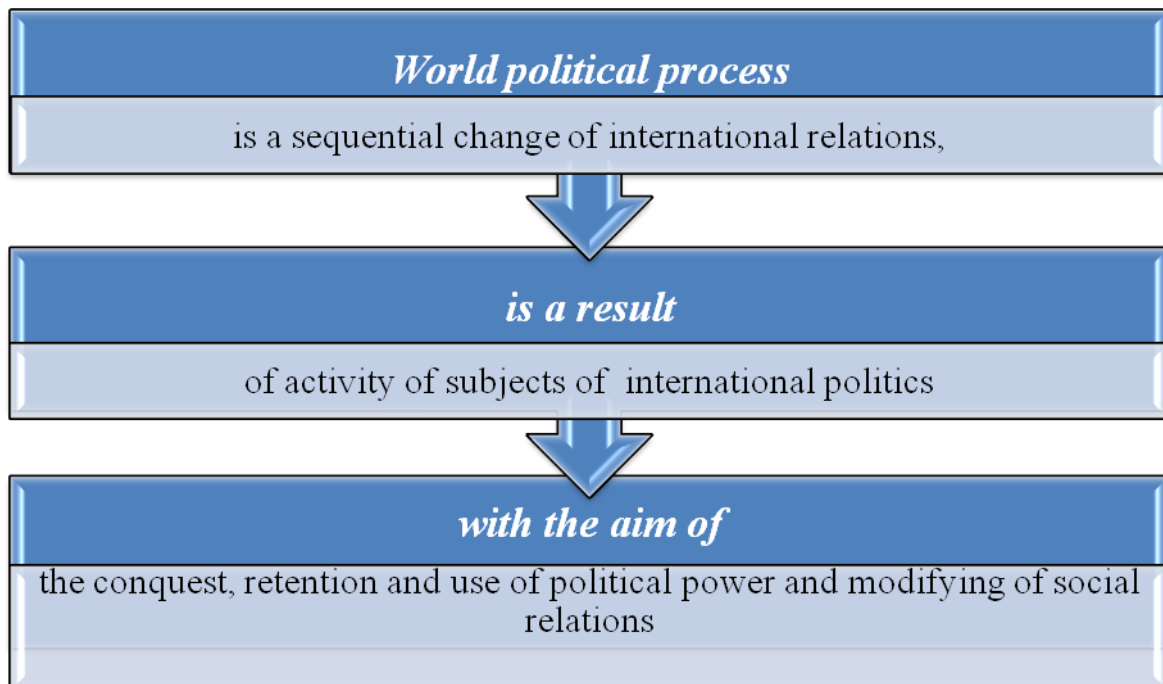 World political process
is a sequential change of international relations,
is a result
of activity of subjects of international politics
with the aim of
the conquest, retention and use of political power and modifying of social
relations